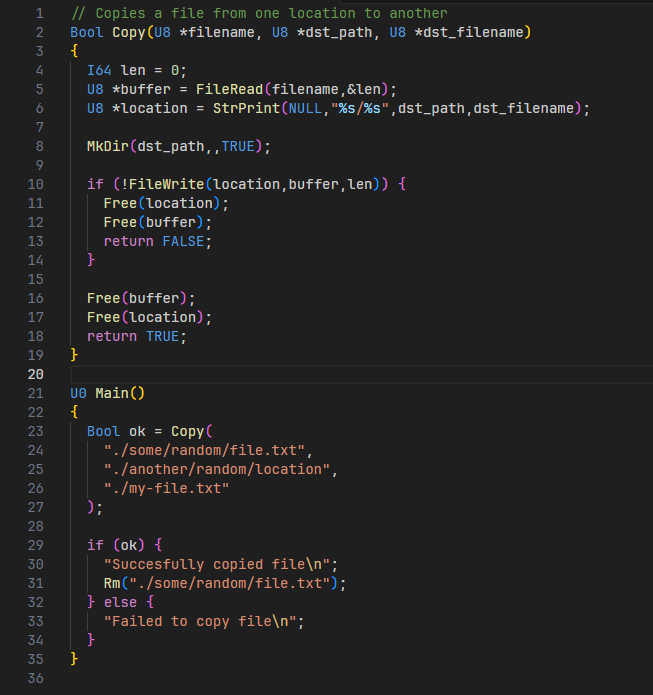 1 // Copies a file from one location to another
2 Bool Copy(U8 *filename, U8 *dst_path, U8 *dst_filename)
3 {
4   I64 len = 0;
5   U8 *buffer = FileRead(filename,&len);
6   U8 *location = StrPrint(NULL,"%s/%s",dst_path,dst_filename);
7
8   MkDir(dst_path,,TRUE);
9
10   if (!FileWrite(location,buffer,len)) {
11     Free(location);
12     Free(buffer);
13     return FALSE;
14   }
15
16   Free(buffer);
17   Free(location);
18   return TRUE;
19 }
20
21 U0 Main()
22 {
23   Bool ok = Copy(
24     "./some/random/file.txt",
25     "./another/random/location",
26     "./my-file.txt"
27   );
28
29   if (ok) {
30     "Succesfully copied file\n";
31     Rm("./some/random/file.txt");
32   } else {
33     "Failed to copy file\n";
34   }
35 }
36